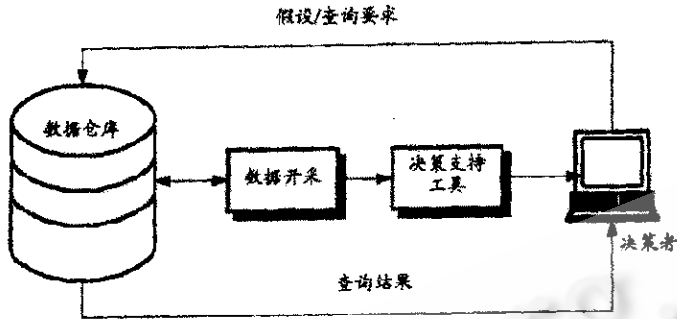 假设/查询要求
数据仓库
数据开采
决策支持
工具
决策者
查询结果